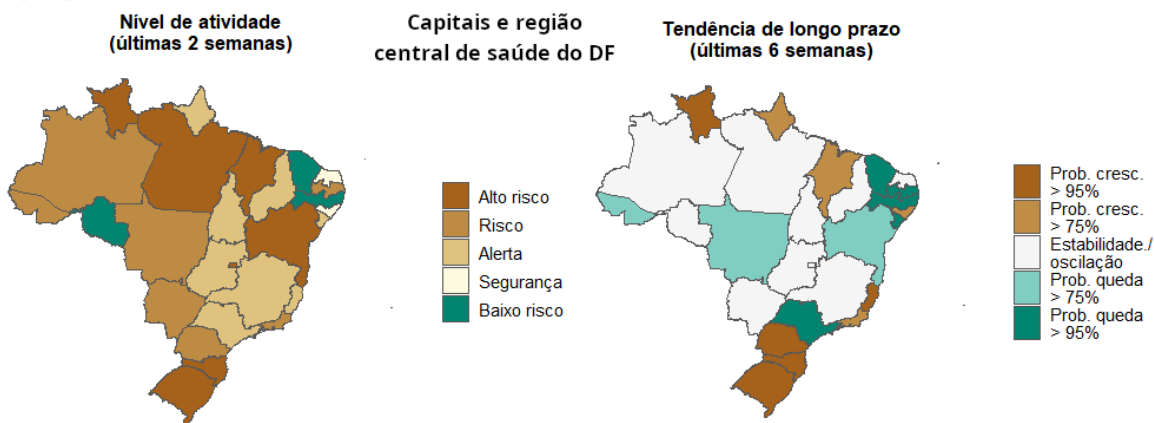 Nível de atividade
(últimas 2 semanas)
Capitais e região
central de saúde do DF
Tendência de longo prazo
(últimas 6 semanas)
Alto risco
Risco
Alerta
Segurança
Baixo risco
Prob. cresc.
> 95%
Prob. cresc.
> 75%
Estabilidade./
oscilação
Prob. queda
> 75%
Prob. queda
> 95%